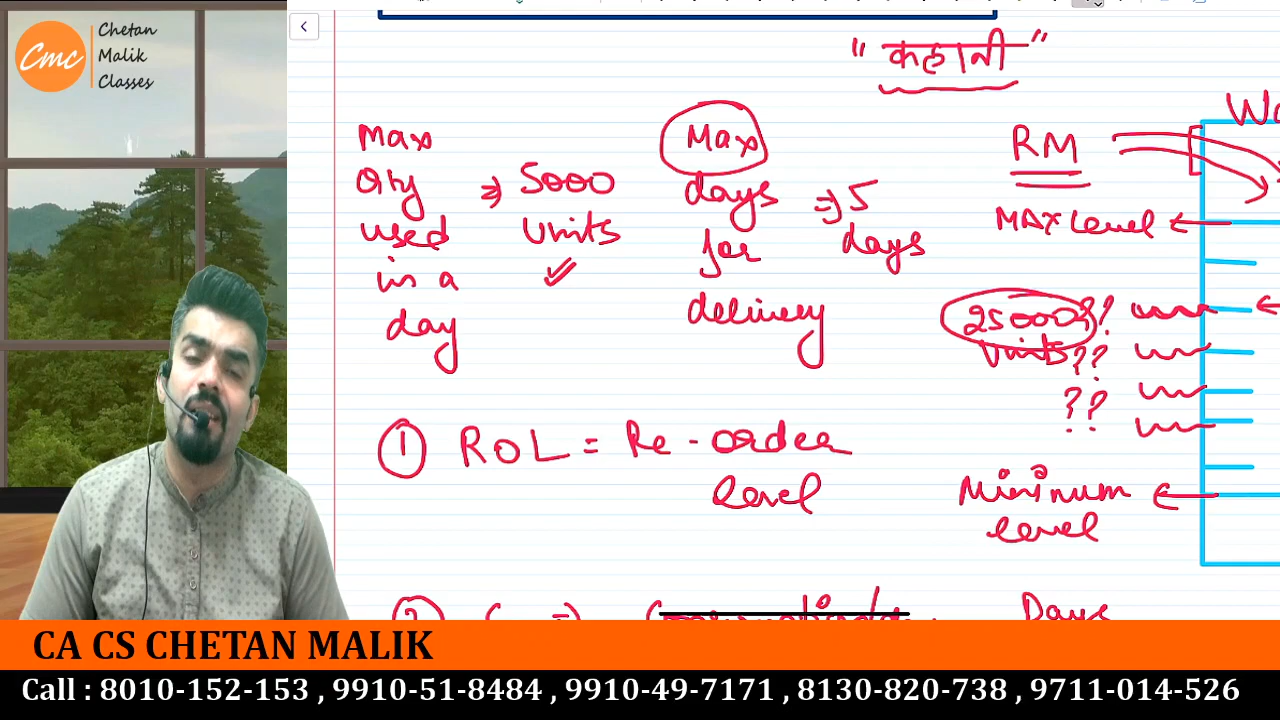 Chetan
Malik
Classes
Cmc
" कहानी "
Max
Qty
used
in a
day
⇒ 5000
units
Max
days
for
delivery
⇒ 5
days
RM
MAX Level
25000 ??
units ??
??
① ROL = Re-order
level
Minimum
level
Days
CA CS CHETAN MALIK
Call : 8010-152-153 , 9910-51-8484 , 9910-49-7171 , 8130-820-738 , 9711-014-526